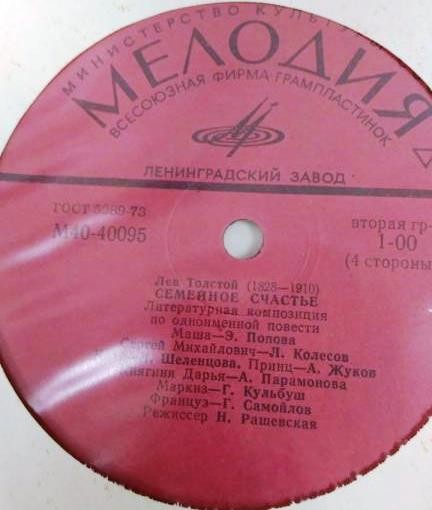 МИНИСТЕРСТВО КУЛЬТУ
МЕЛОДИЯ
ВСЕСОЮЗНАЯ ФИРМА ГРАМПЛАСТИНОК
ЛЕНИНГРАДСКИЙ ЗАВОД
ГОСТ 5289-73
М40-40095
вторая гр-
1-00
(4 стороны
Лев Толстой (1828—1910)
СЕМЕЙНОЕ СЧАСТЬЕ
Литературная композиция
по одноименной повести
Маша—Э. Попова
Сергей Михайлович—Л. Колесов
Шеленцова, Принц—А. Жуков
Княгиня Дарья—А. Парамонова
Маркиз—Г. Кульбуш
Француз—Г. Самойлов
Режиссер Н. Рашевская